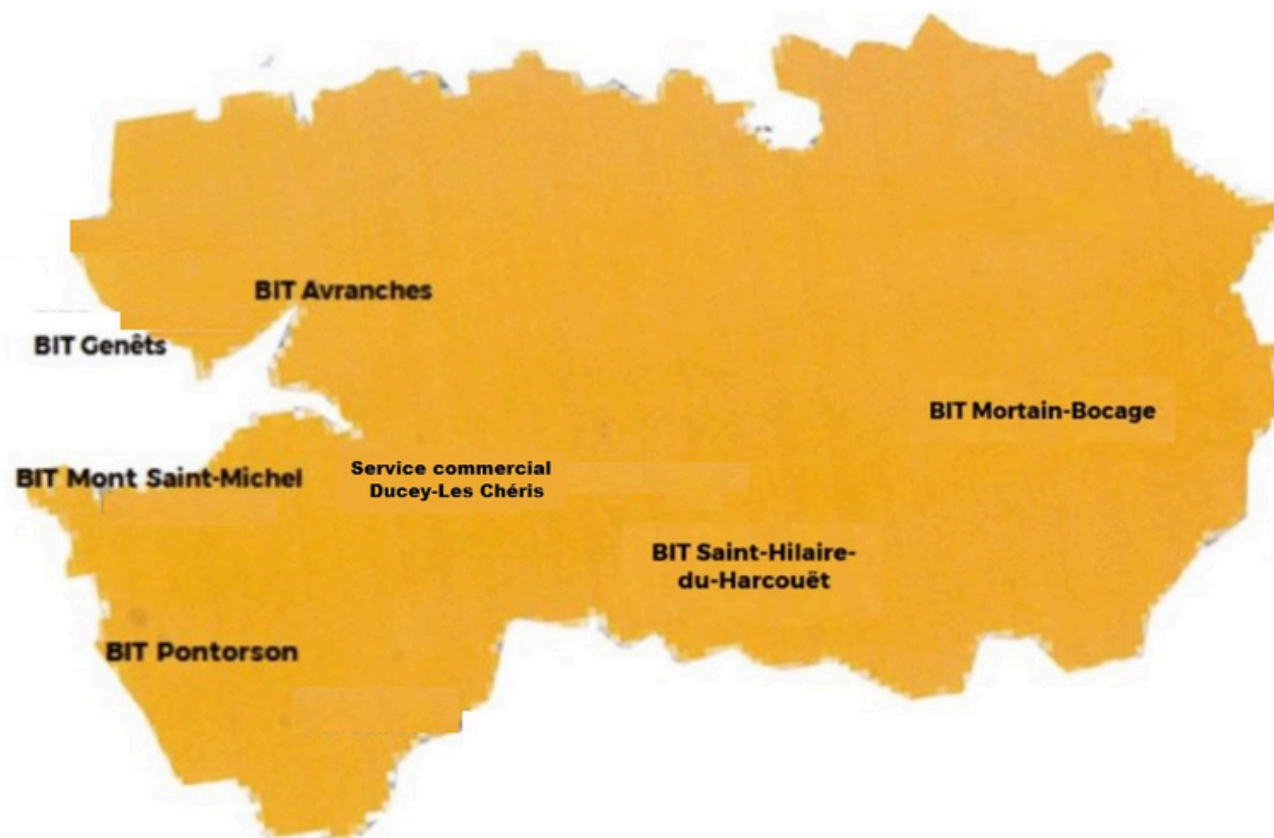 BIT Avranches
BIT Genêts
BIT Mortain-Bocage
BIT Mont Saint-Michel
Service commercial
Ducey-Les Chéris
BIT Saint-Hilaire-
du-Harcouët
BIT Pontorson